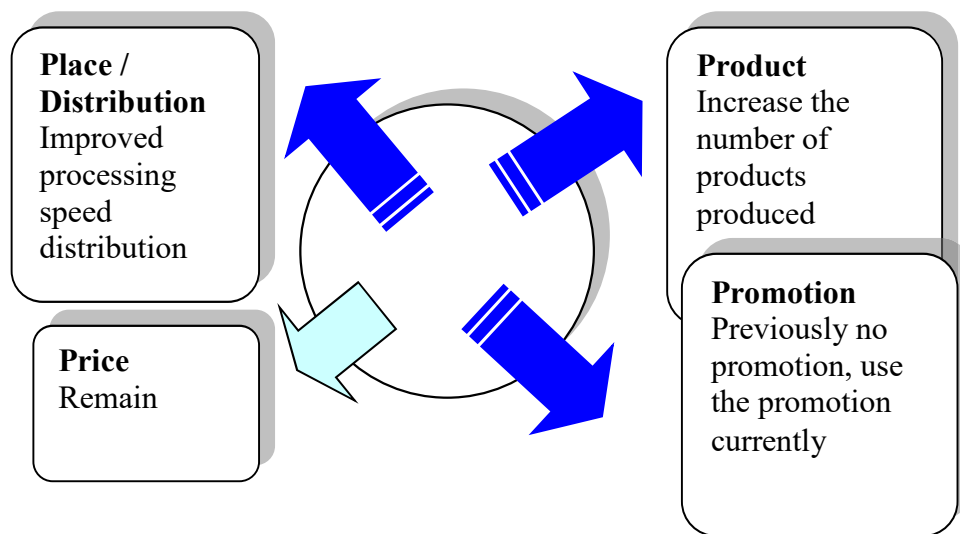 Place /
Distribution
Improved
processing
speed
distribution
Product
Increase the
number of
products
produced
Price
Remain
Promotion
Previously no
promotion, use
the promotion
currently